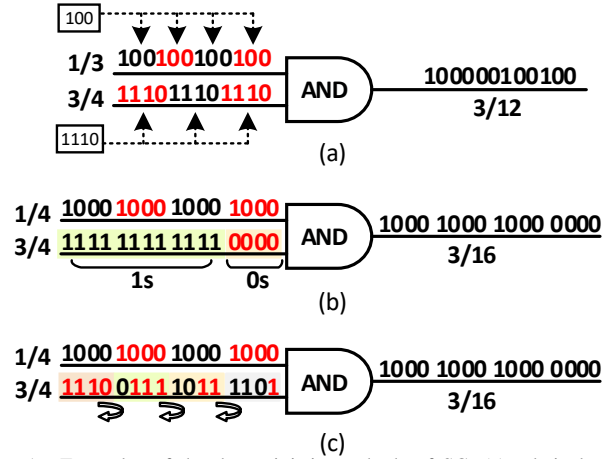 100
1/3 100100100100
3/4 111011101110
AND
100000100100
3/12
1110
(a)
1/4 1000 1000 1000 1000
3/4 1111 1111 1111 0000
AND
1000 1000 1000 0000
3/16
1s 0s
(b)
1/4 1000 1000 1000 1000
3/4 1110 0111 1011 1101
AND
1000 1000 1000 0000
3/16
(c)